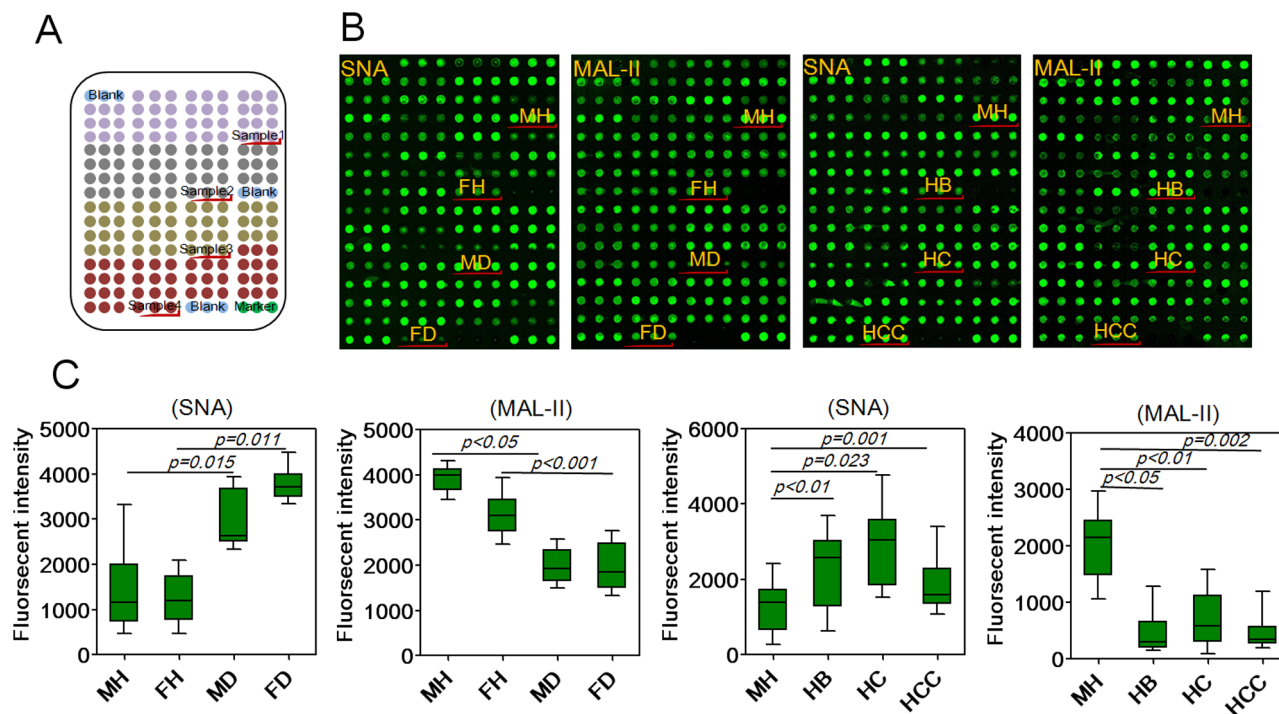 A
Blank
Sample1
Sample2
Blank
Sample3
Sample4
Blank
Marker
B
SNA
MH
FH
MD
FD
MAL-II
MH
FH
MD
FD
SNA
MH
HB
HC
HCC
MAL-II
MH
HB
HC
HCC
C
(SNA)
Fluorsecent intensity
5000
4000
3000
2000
1000
0
p=0.011
p=0.015
MH
FH
MD
FD
(MAL-II)
Fluorsecent intensity
5000
4000
3000
2000
1000
0
p<0.05
p<0.001
MH
FH
MD
FD
(SNA)
Fluorsecent intensity
6000
4000
2000
0
p=0.001
p=0.023
p<0.01
MH
HB
HC
HCC
(MAL-II)
Fluorsecent intensity
4000
3000
2000
1000
0
p=0.002
p<0.01
p<0.05
MH
HB
HC
HCC